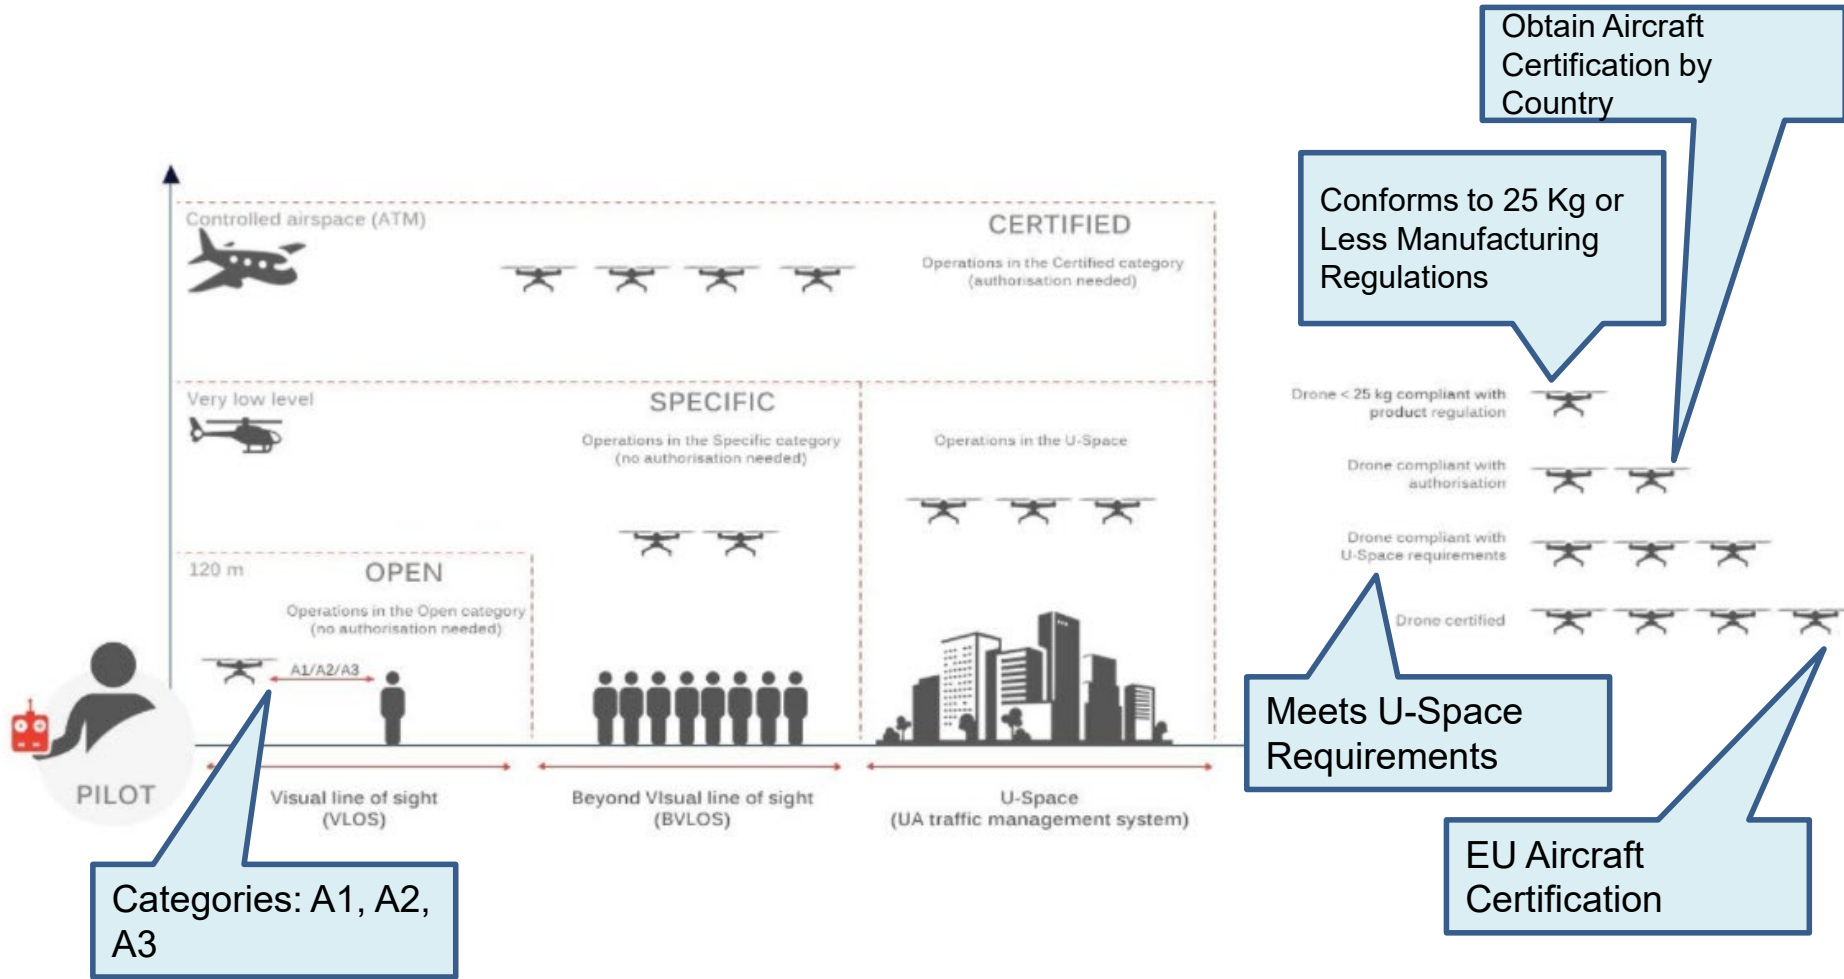 Obtain Aircraft
Certification by
Country
Conforms to 25 Kg or
Less Manufacturing
Regulations
Controlled airspace (ATM)
CERTIFIED
Operations in the Certified category
(authorisation needed)
Very low level
SPECIFIC
Operations in the Specific category
(no authorisation needed)
Operations in the U-Space
Drone < 25 kg compliant with
product regulation
Drone compliant with
authorisation
Drone compliant with
U-Space requirements
Drone certified
120 m
OPEN
Operations in the Open category
(no authorisation needed)
A1/A2/A3
PILOT
Visual line of sight
(VLOS)
Beyond VIsual line of sight
(BVLOS)
U-Space
(UA traffic management system)
Meets U-Space
Requirements
EU Aircraft
Certification
Categories: A1, A2,
A3